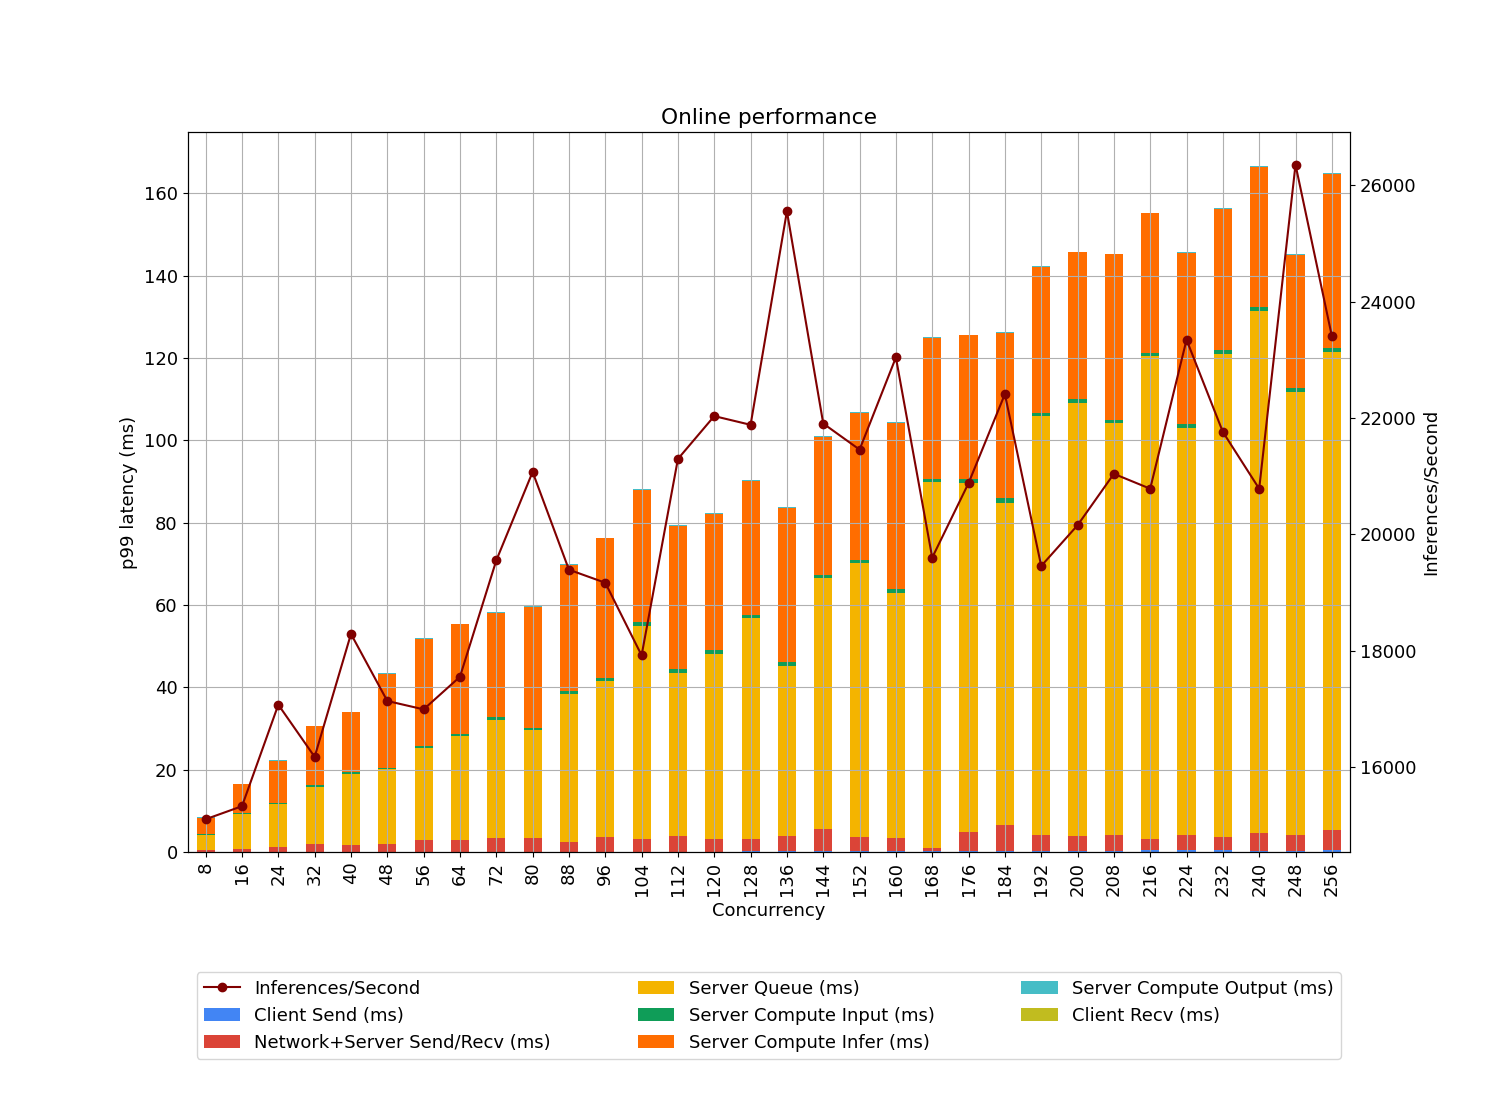 Online performance
p99 latency (ms)
160
140
120
100
80
60
40
20
0
26000
24000
22000
20000
18000
16000
Inferences/Second
8 16 24 32 40 48 56 64 72 80 88 96 104 112 120 128 136 144 152 160 168 176 184 192 200 208 216 224 232 240 248 256
Concurrency
Inferences/Second
Client Send (ms)
Network+Server Send/Recv (ms)
Server Queue (ms)
Server Compute Input (ms)
Server Compute Infer (ms)
Server Compute Output (ms)
Client Recv (ms)